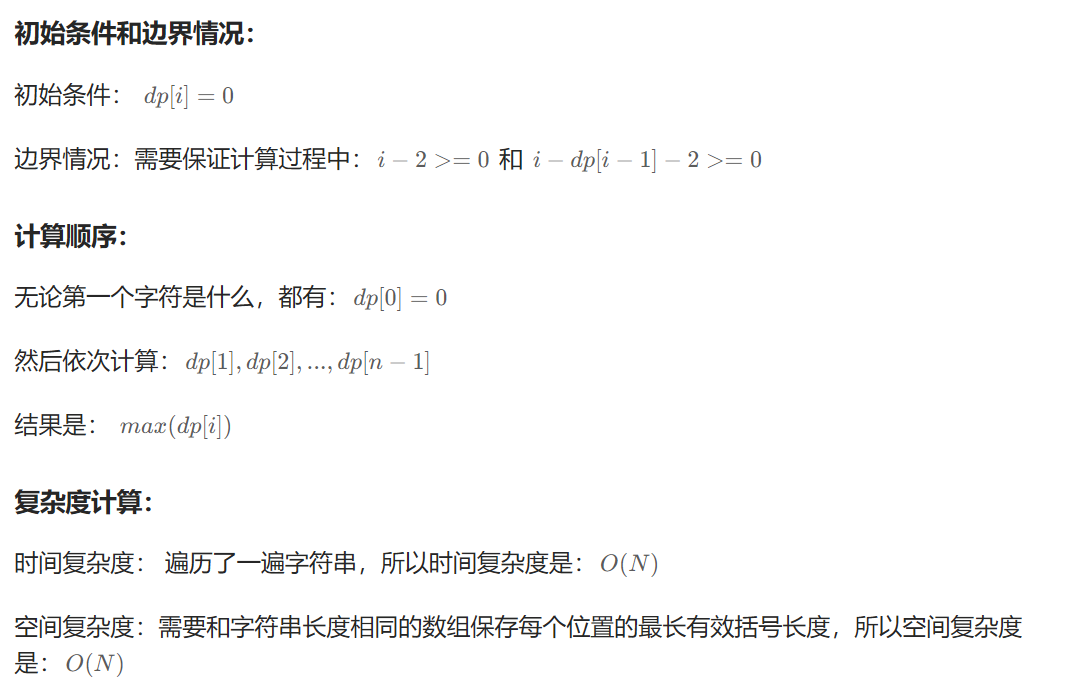 初始条件和边界情况：
初始条件： dp[i] = 0
边界情况：需要保证计算过程中：i − 2 >= 0 和 i − dp[i − 1] − 2 >= 0
计算顺序：
无论第一个字符是什么，都有：dp[0] = 0
然后依次计算：dp[1], dp[2], ..., dp[n − 1]
结果是： max(dp[i])
复杂度计算：
时间复杂度： 遍历了一遍字符串，所以时间复杂度是：O(N)
空间复杂度：需要和字符串长度相同的数组保存每个位置的最长有效括号长度，所以空间复杂度
是：O(N)